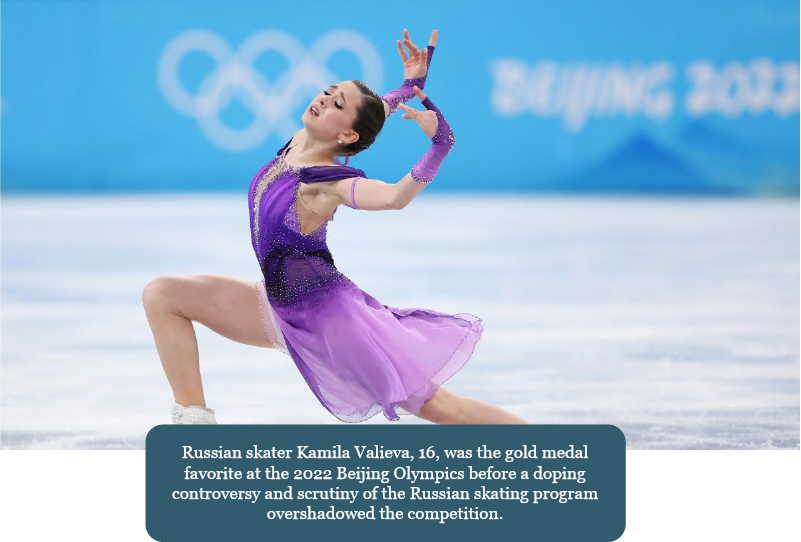 BEIJING 2022
Russian skater Kamila Valieva, 16, was the gold medal
favorite at the 2022 Beijing Olympics before a doping
controversy and scrutiny of the Russian skating program
overshadowed the competition.